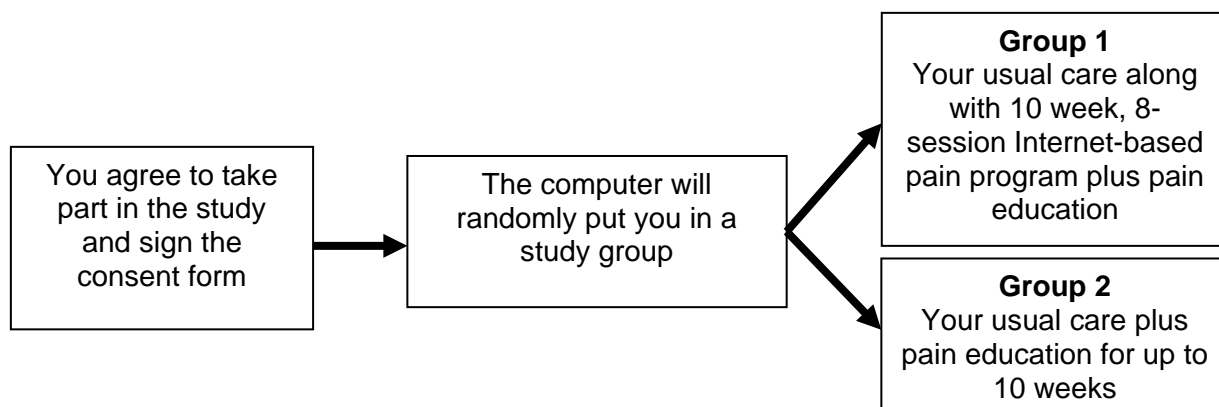 You agree to take
part in the study
and sign the
consent form
The computer will
randomly put you in a
study group
Group 1
Your usual care along
with 10 week, 8-
session Internet-based
pain program plus pain
education
Group 2
Your usual care plus
pain education for up to
10 weeks